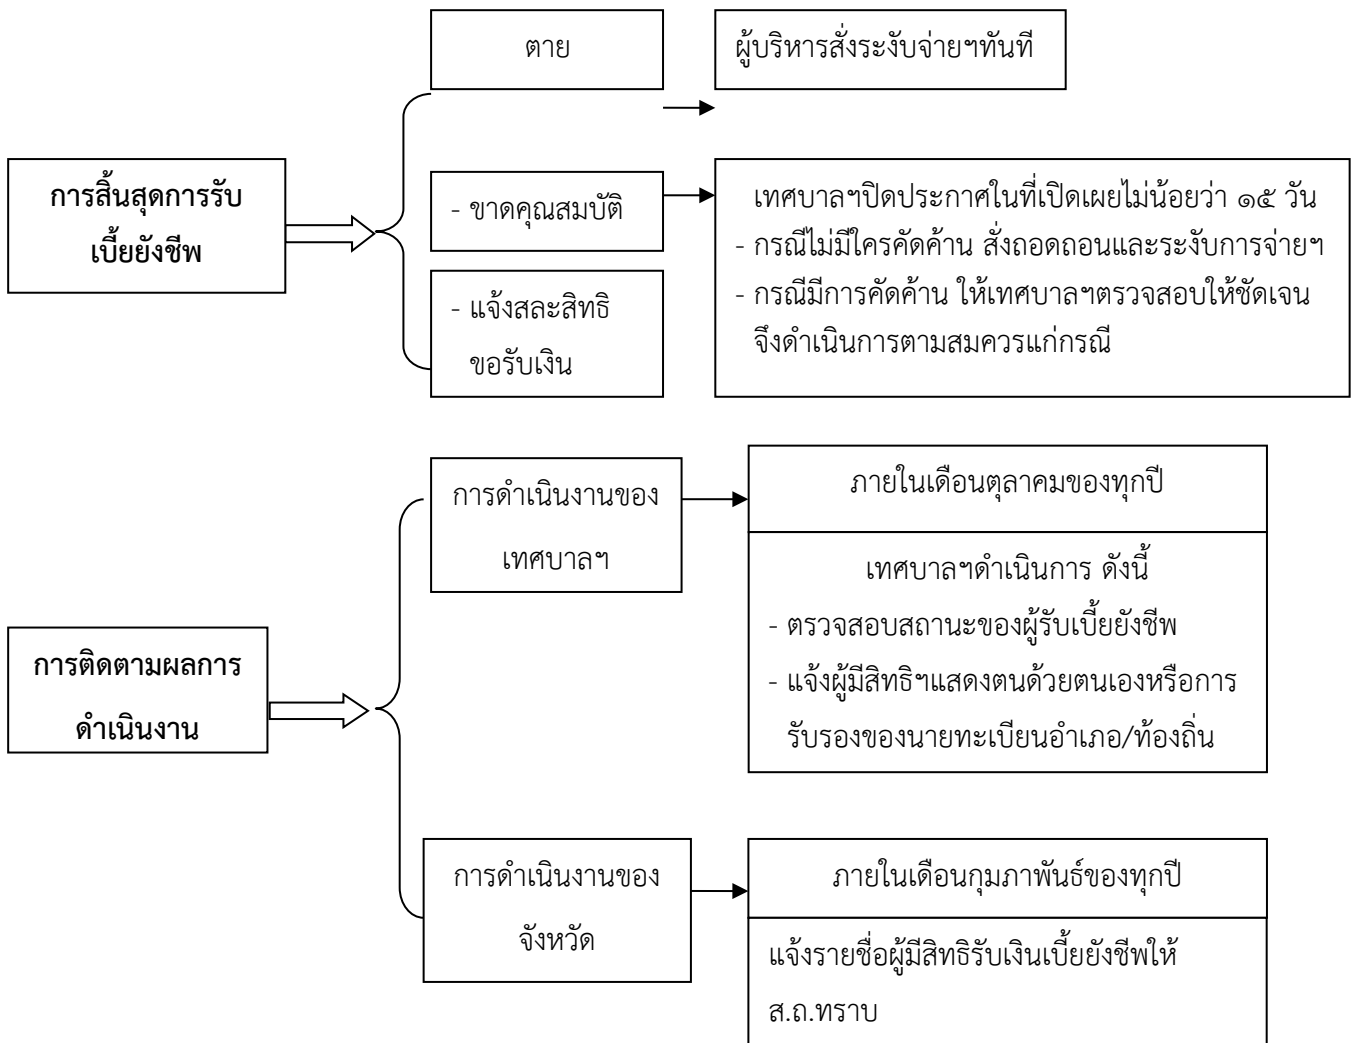 ตาย
ผู้บริหารสั่งระงับจ่ายฯทันที
การสิ้นสุดการรับ
เบี้ยยังชีพ
- ขาดคุณสมบัติ
- แจ้งสละสิทธิ
ขอรับเงิน
เทศบาลฯปิดประกาศในที่เปิดเผยไม่น้อยว่า ๑๕ วัน
- กรณีไม่มีใครคัดค้าน สั่งถอดถอนและระงับการจ่ายฯ
- กรณีมีการคัดค้าน ให้เทศบาลฯตรวจสอบให้ชัดเจน
จึงดำเนินการตามสมควรแก่กรณี
การติดตามผลการ
ดำเนินงาน
การดำเนินงานของ
เทศบาลฯ
ภายในเดือนตุลาคมของทุกปี
เทศบาลฯดำเนินการ ดังนี้
- ตรวจสอบสถานะของผู้รับเบี้ยยังชีพ
- แจ้งผู้มีสิทธิฯแสดงตนด้วยตนเองหรือการ
รับรองของนายทะเบียนอำเภอ/ท้องถิ่น
การดำเนินงานของ
จังหวัด
ภายในเดือนกุมภาพันธ์ของทุกปี
แจ้งรายชื่อผู้มีสิทธิรับเงินเบี้ยยังชีพให้
ส.ถ.ทราบ